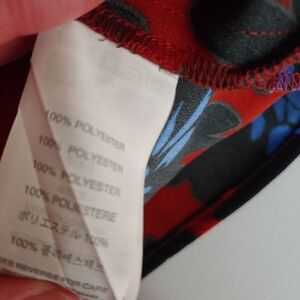 100% POLYESTER
100% POLYESTER
100% POLYESTER
100% POLIESTERE
ポリエステル 100%
100% 폴리에스테르
SEE REVERSE FOR CARE